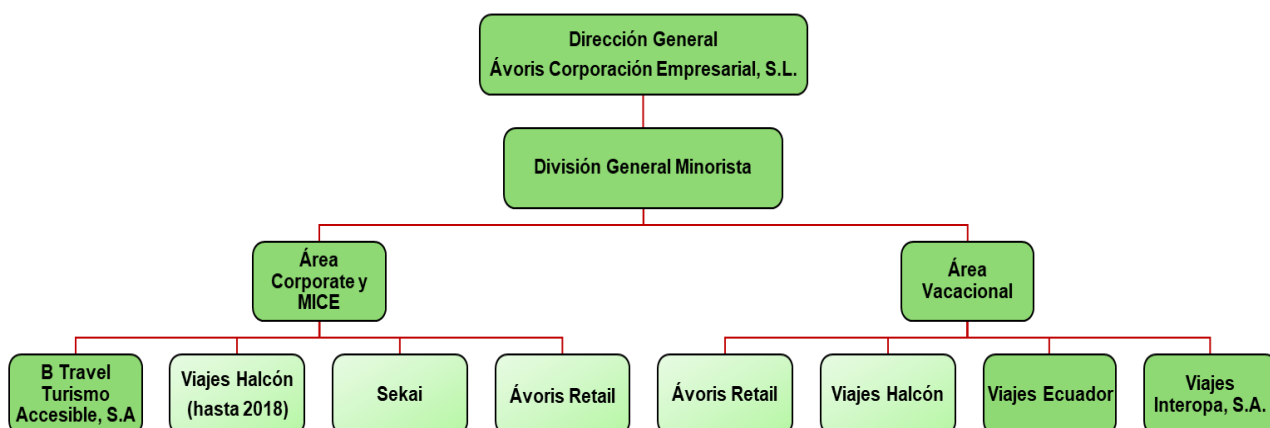 Dirección General
Ávoris Corporación Empresarial, S.L.
División General Minorista
Área
Corporate y
MICE
Área
Vacacional
B Travel
Turismo
Accesible, S.A
Viajes Halcón
(hasta 2018)
Sekai
Ávoris Retail
Ávoris Retail
Viajes Halcón
Viajes Ecuador
Viajes
Interopa, S.A.